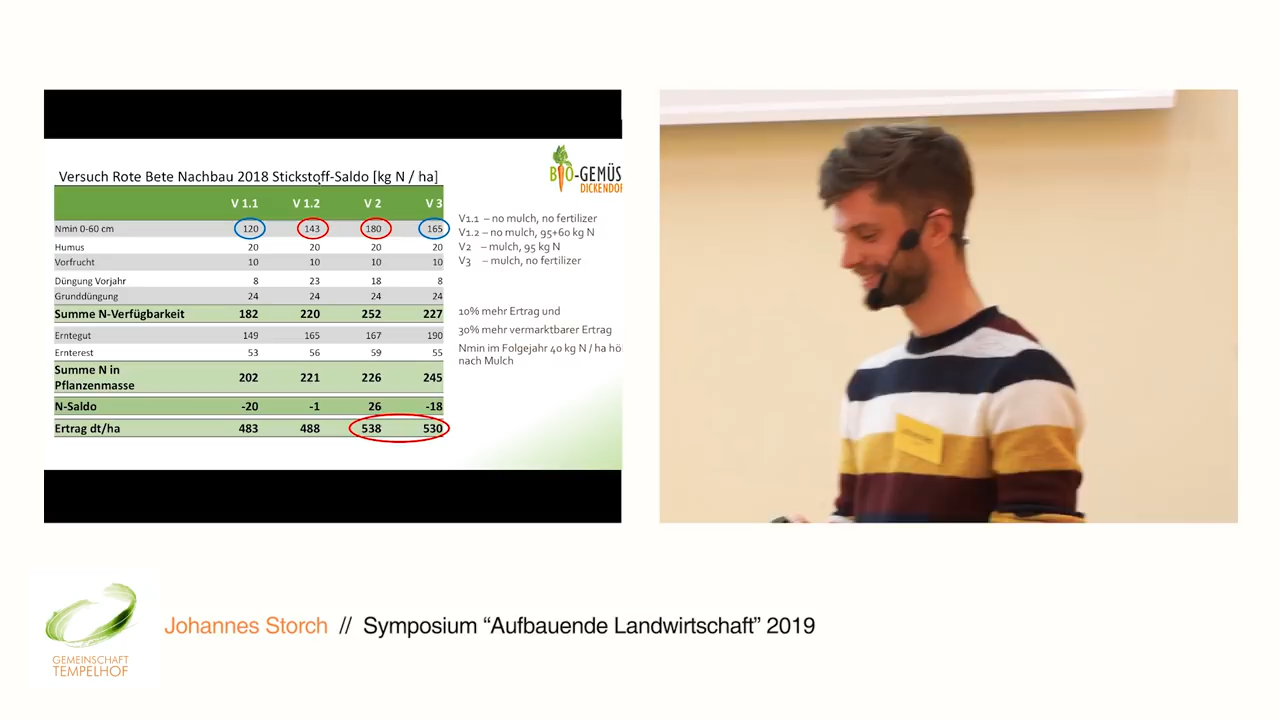 Versuch Rote Bete Nachbau 2018 Stickstoff-Saldo [kg N / ha]
BIO-GEMÜS
DICKENDOR
V 1.1 V 1.2 V 2 V 3
Nmin 0-60 cm 120 143 180 165
Humus 20 20 20 20
Vorfrucht 10 10 10 10
Düngung Vorjahr 8 23 18 8
Grunddüngung 24 24 24 24
Summe N-Verfügbarkeit 182 220 252 227
Erntegut 149 165 167 190
Ernterest 53 56 59 55
Summe N in
Pflanzenmasse 202 221 226 245
N-Saldo -20 -1 26 -18
Ertrag dt/ha 483 488 538 530
V1.1 – no mulch, no fertilizer
V1.2 – no mulch, 95+60 kg N
V2 – mulch, 95 kg N
V3 – mulch, no fertilizer
10% mehr Ertrag und
30% mehr vermarktbarer Ertrag
Nmin im Folgejahr 40 kg N / ha hö
nach Mulch
GEMEINSCHAFT
TEMPELHOF
Johannes Storch // Symposium “Aufbauende Landwirtschaft” 2019